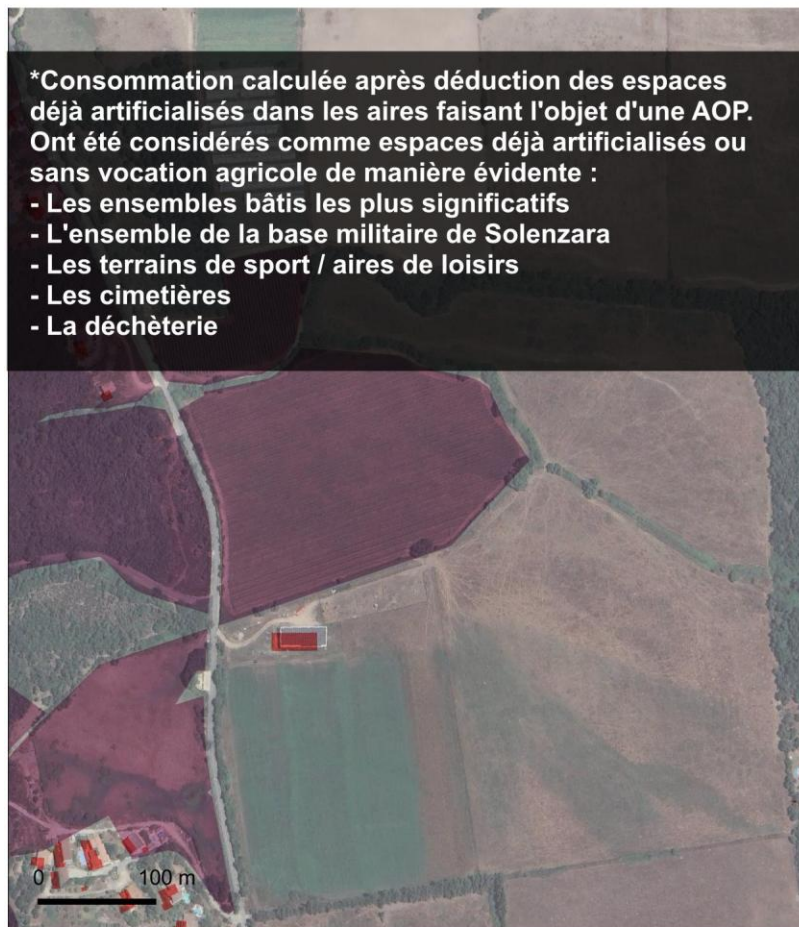 *Consommation calculée après déduction des espaces
déjà artificialisés dans les aires faisant l'objet d'une AOP.
Ont été considérés comme espaces déjà artificialisés ou
sans vocation agricole de manière évidente :
- Les ensembles bâtis les plus significatifs
- L'ensemble de la base militaire de Solenzara
- Les terrains de sport / aires de loisirs
- Les cimetières
- La déchèterie
0 100 m